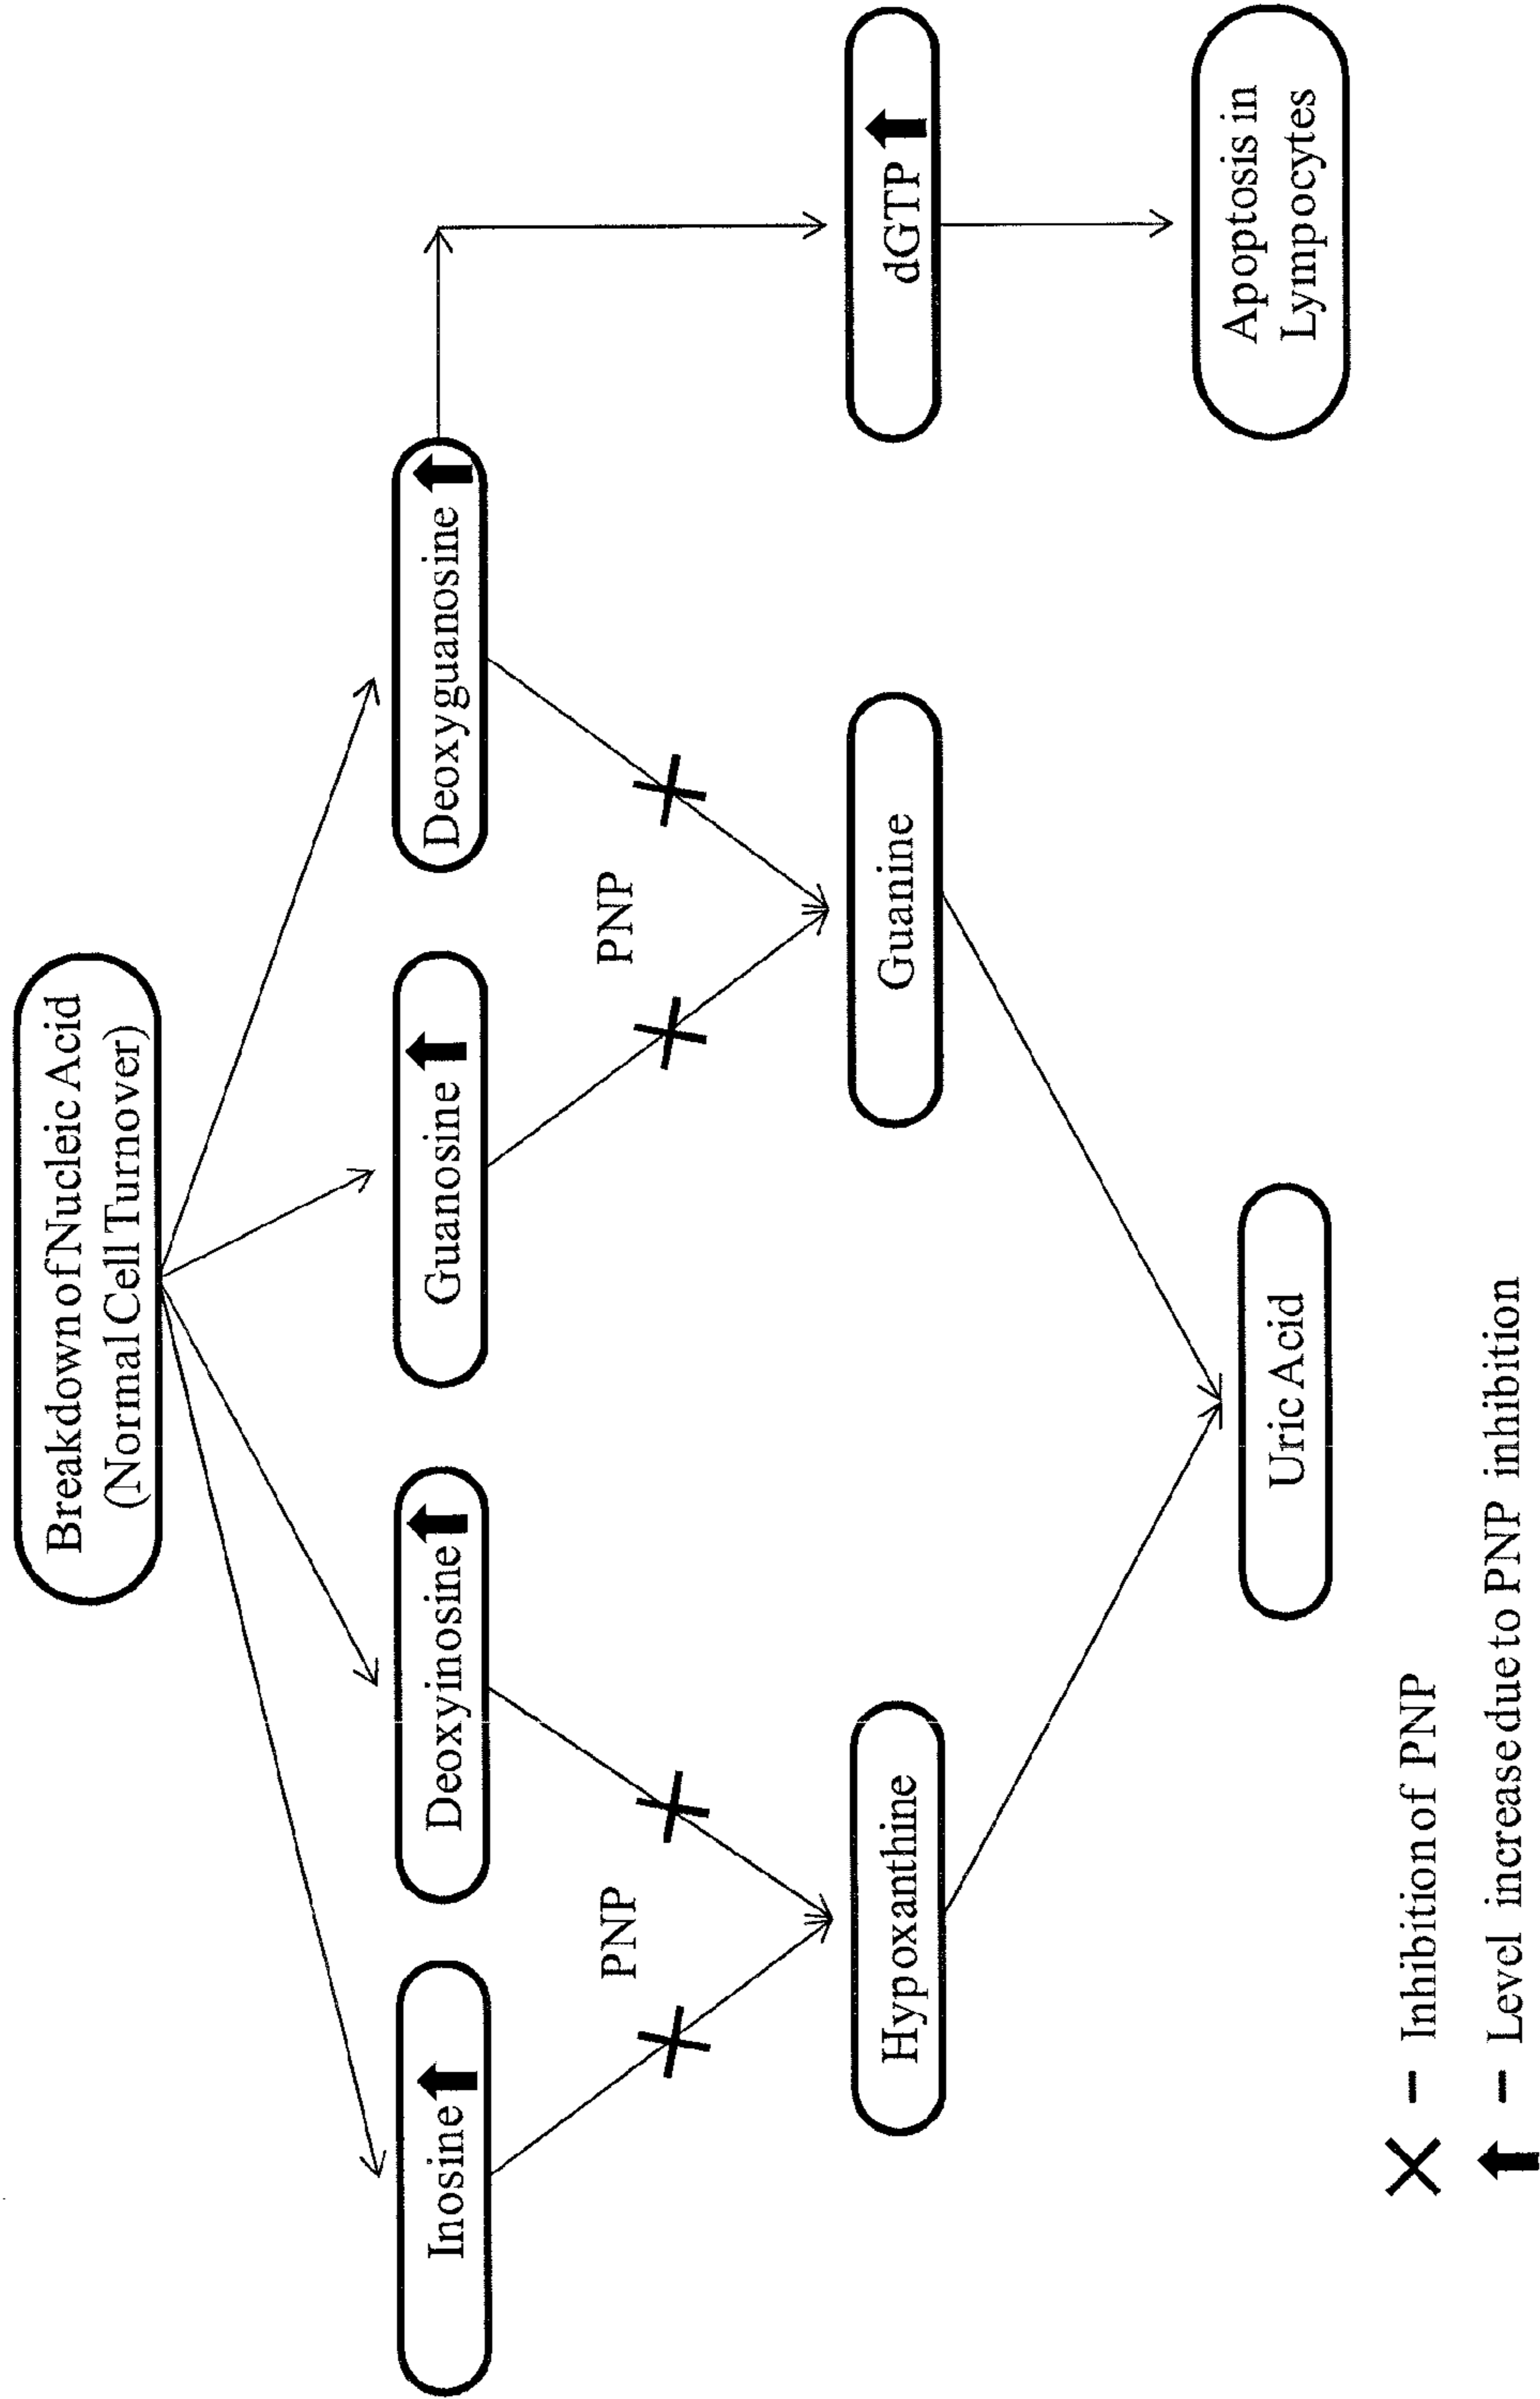 Breakdown of Nucleic Acid
(Normal Cell Turnover)
Inosine
Deoxyinosine
Guanosine
Deoxyguanosine
PNP
PNP
Hypoxanthine
Guanine
dGTP
Uric Acid
Apoptosis in
Lympocytes
X – Inhibition of PNP
⬆ – Level increase due to PNP inhibition